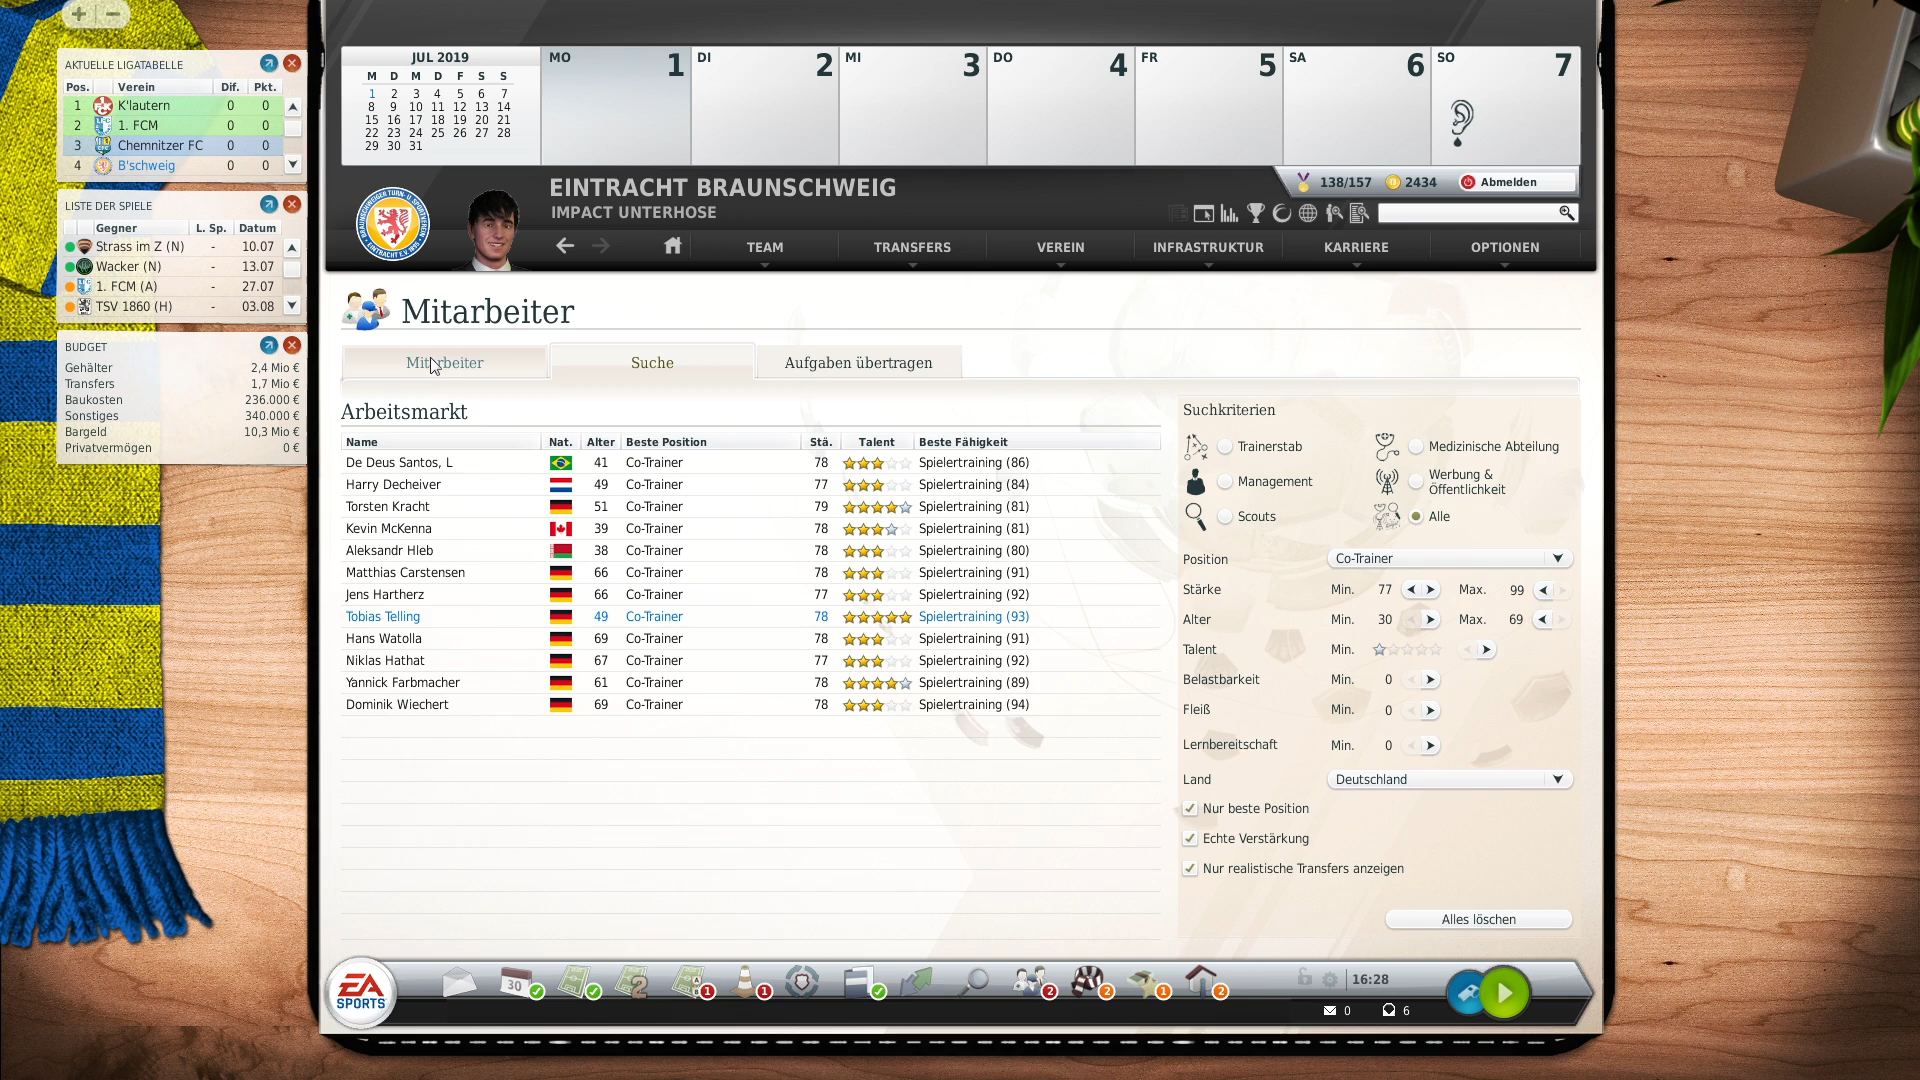 AKTUELLE LIGATABELLE
Pos. Verein Dif. Pkt.
1 K'lautern 0 0
2 1. FCM 0 0
3 Chemnitzer FC 0 0
4 B'schweig 0 0
LISTE DER SPIELE
Gegner L. Sp. Datum
Strass im Z (N) - 10.07
Wacker (N) - 13.07
1. FCM (A) - 27.07
TSV 1860 (H) - 03.08
BUDGET
Gehälter 2,4 Mio €
Transfers 1,7 Mio €
Baukosten 236.000 €
Sonstiges 340.000 €
Bargeld 10,3 Mio €
Privatvermögen 0 €
JUL 2019
M D M D F S S
1 2 3 4 5 6 7
8 9 10 11 12 13 14
15 16 17 18 19 20 21
22 23 24 25 26 27 28
29 30 31
MO 1 DI 2 MI 3 DO 4 FR 5 SA 6 SO 7
EINTRACHT BRAUNSCHWEIG
IMPACT UNTERHOSE
138/157 2434 Abmelden
TEAM TRANSFERS VEREIN INFRASTRUKTUR KARRIERE OPTIONEN
Mitarbeiter
Mitarbeiter Suche Aufgaben übertragen
Arbeitsmarkt
Name Nat. Alter Beste Position Stä. Talent Beste Fähigkeit
De Deus Santos, L 41 Co-Trainer 78 Spielertraining (86)
Harry Decheiver 49 Co-Trainer 77 Spielertraining (84)
Torsten Kracht 51 Co-Trainer 79 Spielertraining (81)
Kevin McKenna 39 Co-Trainer 78 Spielertraining (81)
Aleksandr Hleb 38 Co-Trainer 78 Spielertraining (80)
Matthias Carstensen 66 Co-Trainer 78 Spielertraining (91)
Jens Hartherz 66 Co-Trainer 77 Spielertraining (92)
Tobias Telling 49 Co-Trainer 78 Spielertraining (93)
Hans Watolla 69 Co-Trainer 78 Spielertraining (91)
Niklas Hathat 67 Co-Trainer 77 Spielertraining (92)
Yannick Farbmacher 61 Co-Trainer 78 Spielertraining (89)
Dominik Wiechert 69 Co-Trainer 78 Spielertraining (94)
Suchkriterien
Trainerstab Medizinische Abteilung
Management Werbung &
Öffentlichkeit
Scouts Alle
Position Co-Trainer
Stärke Min. 77 Max. 99
Alter Min. 30 Max. 69
Talent Min.
Belastbarkeit Min. 0
Fleiß Min. 0
Lernbereitschaft Min. 0
Land Deutschland
Nur beste Position
Echte Verstärkung
Nur realistische Transfers anzeigen
Alles löschen
EA
SPORTS
30 2 1 1 2 2 1 2
16:28
0 6